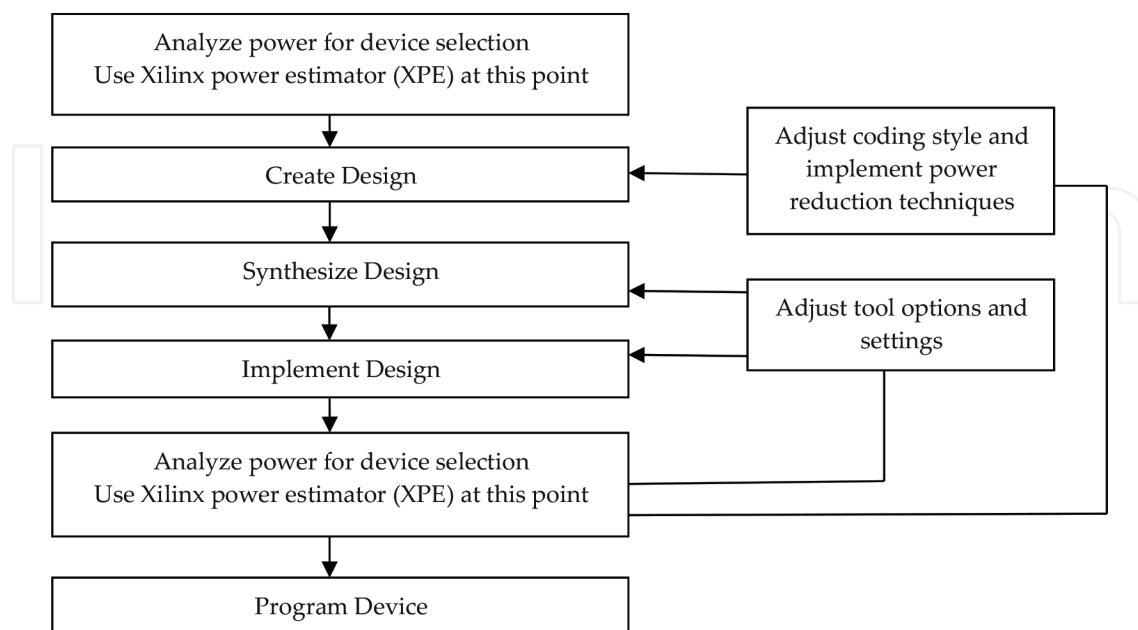 Analyze power for device selection
Use Xilinx power estimator (XPE) at this point
Create Design
Adjust coding style and
implement power
reduction techniques
Synthesize Design
Adjust tool options and
settings
Implement Design
Analyze power for device selection
Use Xilinx power estimator (XPE) at this point
Program Device